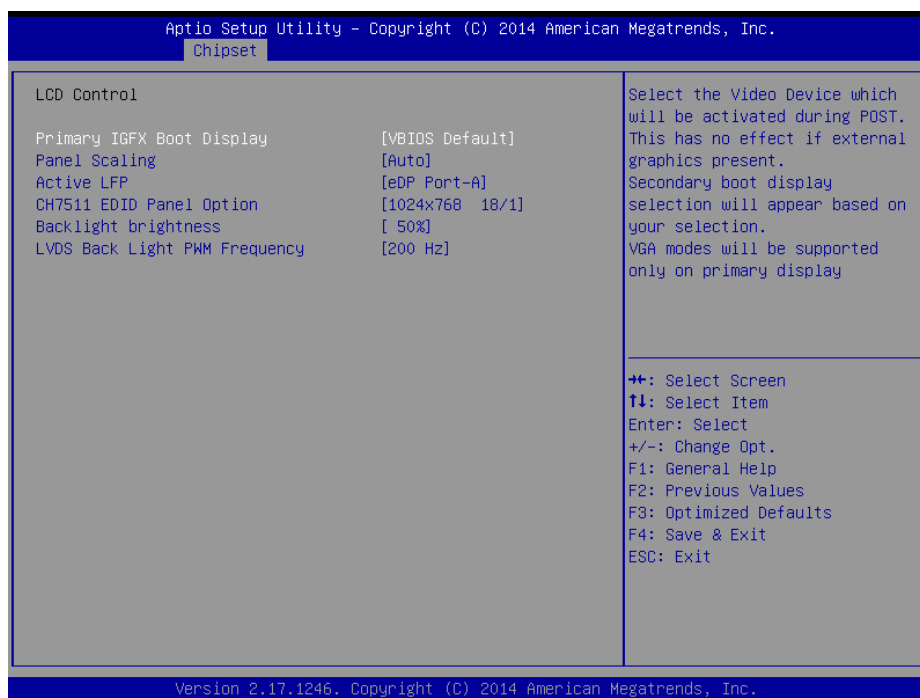 Aptio Setup Utility – Copyright (C) 2014 American Megatrends, Inc.
Chipset
LCD Control
Primary IGFX Boot Display [VBIOS Default]
Panel Scaling [Auto]
Active LFP [eDP Port-A]
CH7511 EDID Panel Option [1024x768 18/1]
Backlight brightness [ 50%]
LVDS Back Light PWM Frequency [200 Hz]
Select the Video Device which
will be activated during POST.
This has no effect if external
graphics present.
Secondary boot display
selection will appear based on
your selection.
VGA modes will be supported
only on primary display
→←: Select Screen
↑↓: Select Item
Enter: Select
+/-: Change Opt.
F1: General Help
F2: Previous Values
F3: Optimized Defaults
F4: Save & Exit
ESC: Exit
Version 2.17.1246. Copyright (C) 2014 American Megatrends, Inc.